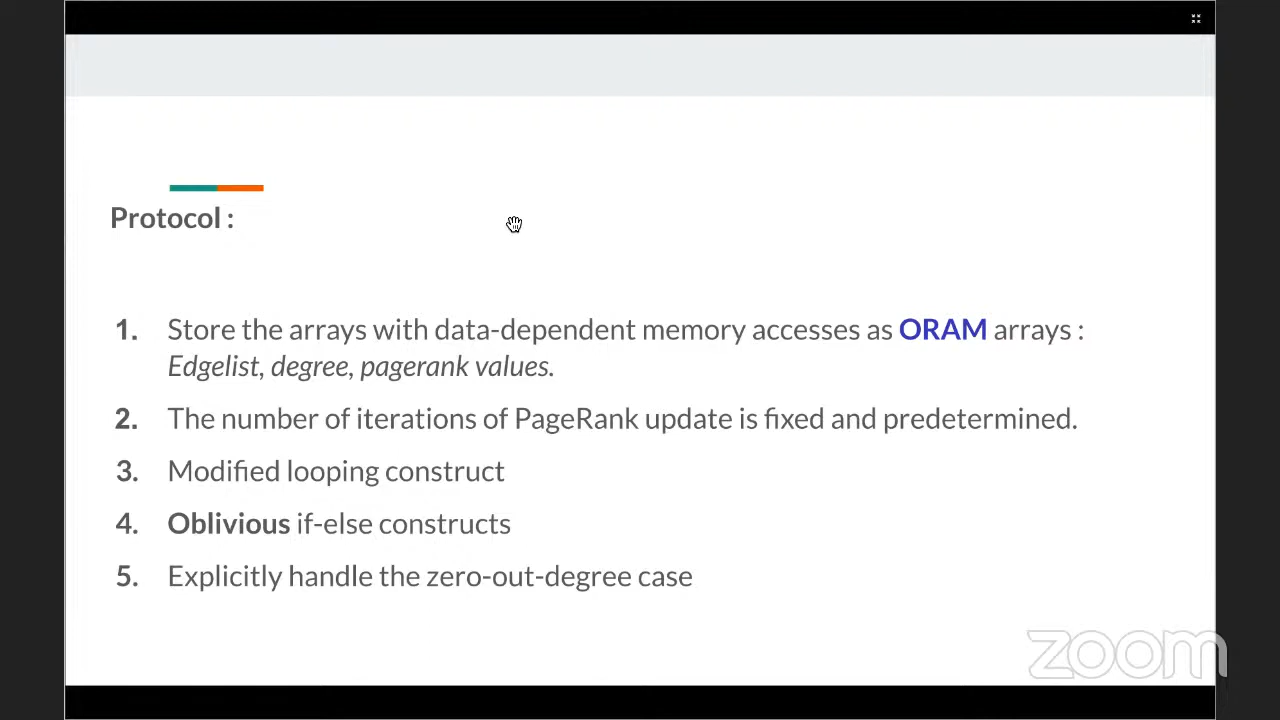 Protocol :
1. Store the arrays with data-dependent memory accesses as ORAM arrays :
Edgelist, degree, pagerank values.
2. The number of iterations of PageRank update is fixed and predetermined.
3. Modified looping construct
4. Oblivious if-else constructs
5. Explicitly handle the zero-out-degree case
zoom